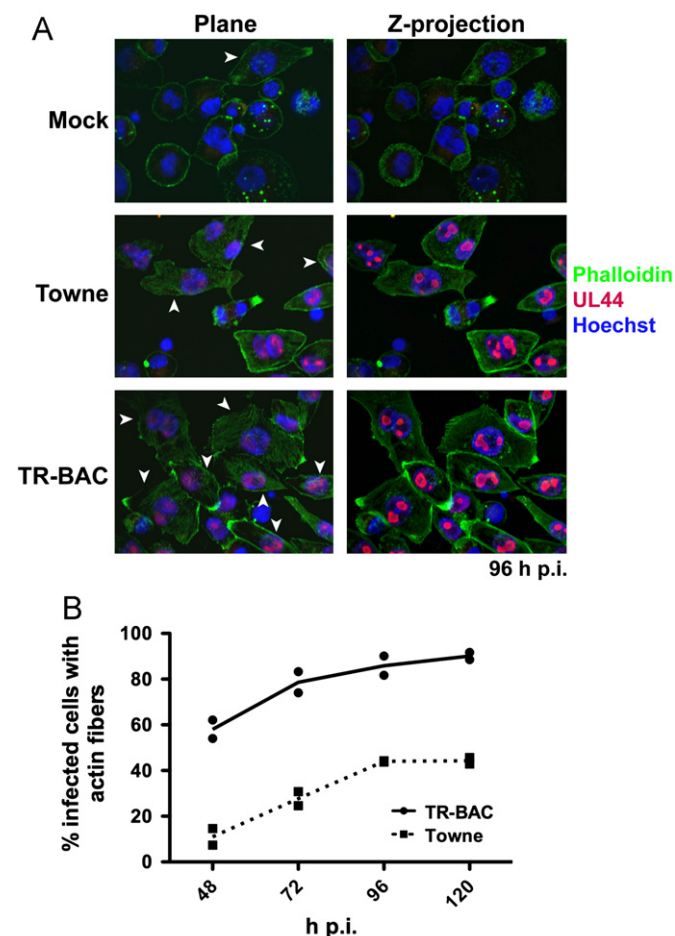 A
Plane
Z-projection
Mock
Towne
TR-BAC
Phalloidin
UL44
Hoechst
96 h p.i.
B
% infected cells with
actin fibers
100
80
60
40
20
0
TR-BAC
Towne
48
72
96
120
h p.i.